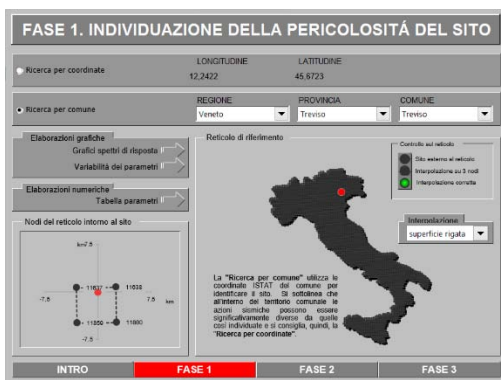 FASE 1. INDIVIDUAZIONE DELLA PERICOLOSITÁ DEL SITO
LONGITUDINE LATITUDINE
Ricerca per coordinate 12,2422 45,6723
REGIONE PROVINCIA COMUNE
Ricerca per comune Veneto Treviso Treviso
Elaborazioni grafiche
Grafici spettri di risposta
Variabilità dei parametri
Elaborazioni numeriche
Tabella parametri
Nodi del reticolo intorno al sito
km 7.5
11637 11638
-7.5 7.5 km
11859 11860
-7.5
Reticolo di riferimento
Controllo sul reticolo
Sito esterno al reticolo
Interpolazione su 3 nodi
Interpolazione corretta
Interpolazione
superficie rigata
La "Ricerca per comune" utilizza le
coordinate ISTAT del comune per
identificare il sito. Si sottolinea che
all'interno del territorio comunale le
azioni sismiche possono essere
significativamente diverse da quelle
così individuate e si consiglia, quindi, la
"Ricerca per coordinate".
INTRO FASE 1 FASE 2 FASE 3